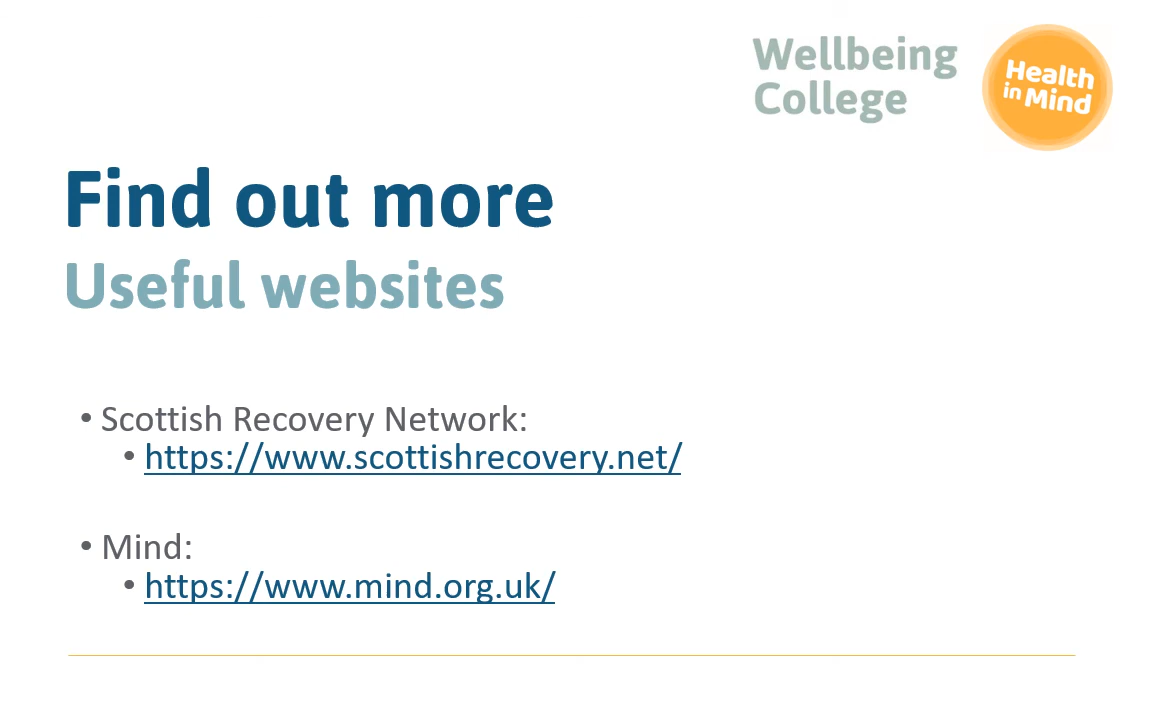 Wellbeing
College
Health
in Mind
Find out more
Useful websites
• Scottish Recovery Network:
• https://www.scottishrecovery.net/
• Mind:
• https://www.mind.org.uk/